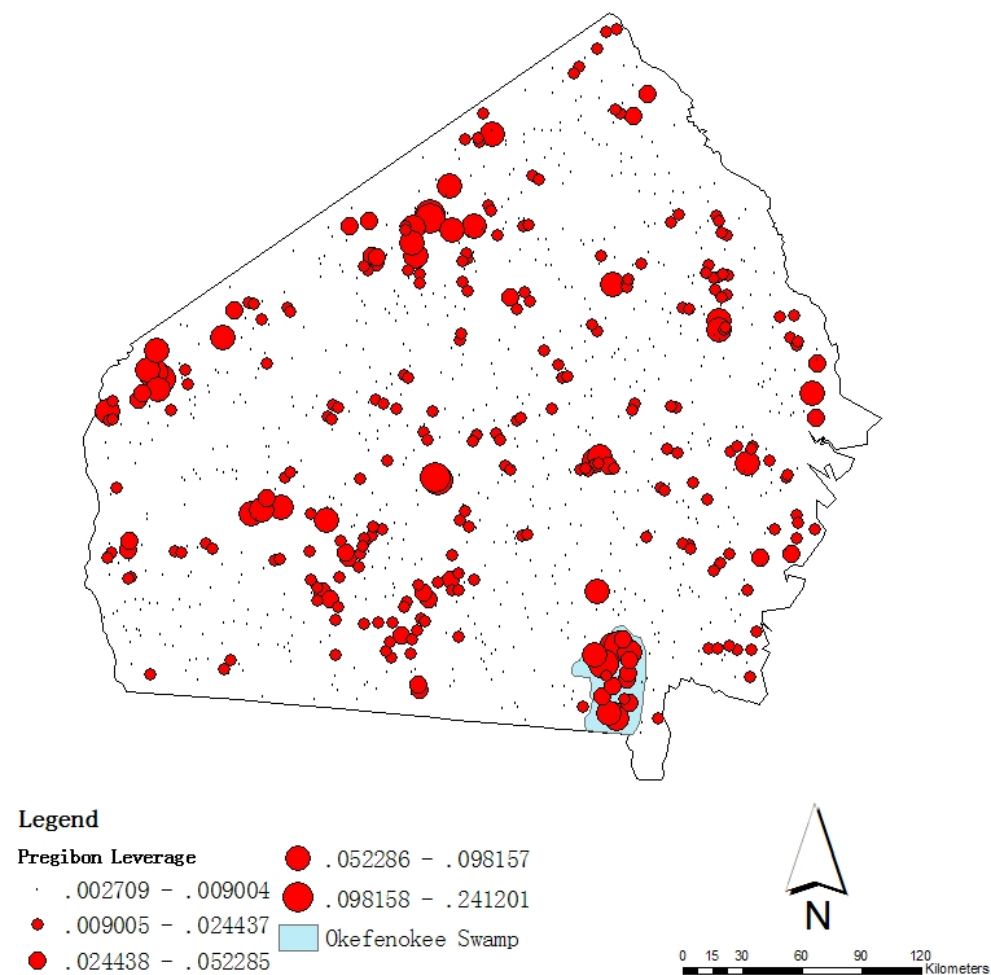 Legend
Pregibon Leverage
.002709 - .009004
.009005 - .024437
.024438 - .052285
.052286 - .098157
.098158 - .241201
Okefenokee Swamp
N
0 15 30 60 90 120
Kilometers